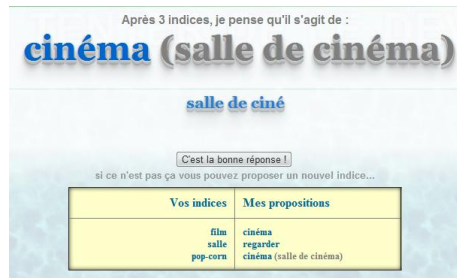 Après 3 indices, je pense qu'il s'agit de :
cinéma (salle de cinéma)
salle de ciné
C'est la bonne réponse !
si ce n'est pas ça vous pouvez proposer un nouvel indice...
Vos indices Mes propositions
film cinéma
salle regarder
pop-corn cinéma (salle de cinéma)